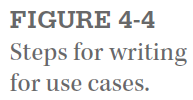 FIGURE 4-4
Steps for writing
for use cases.